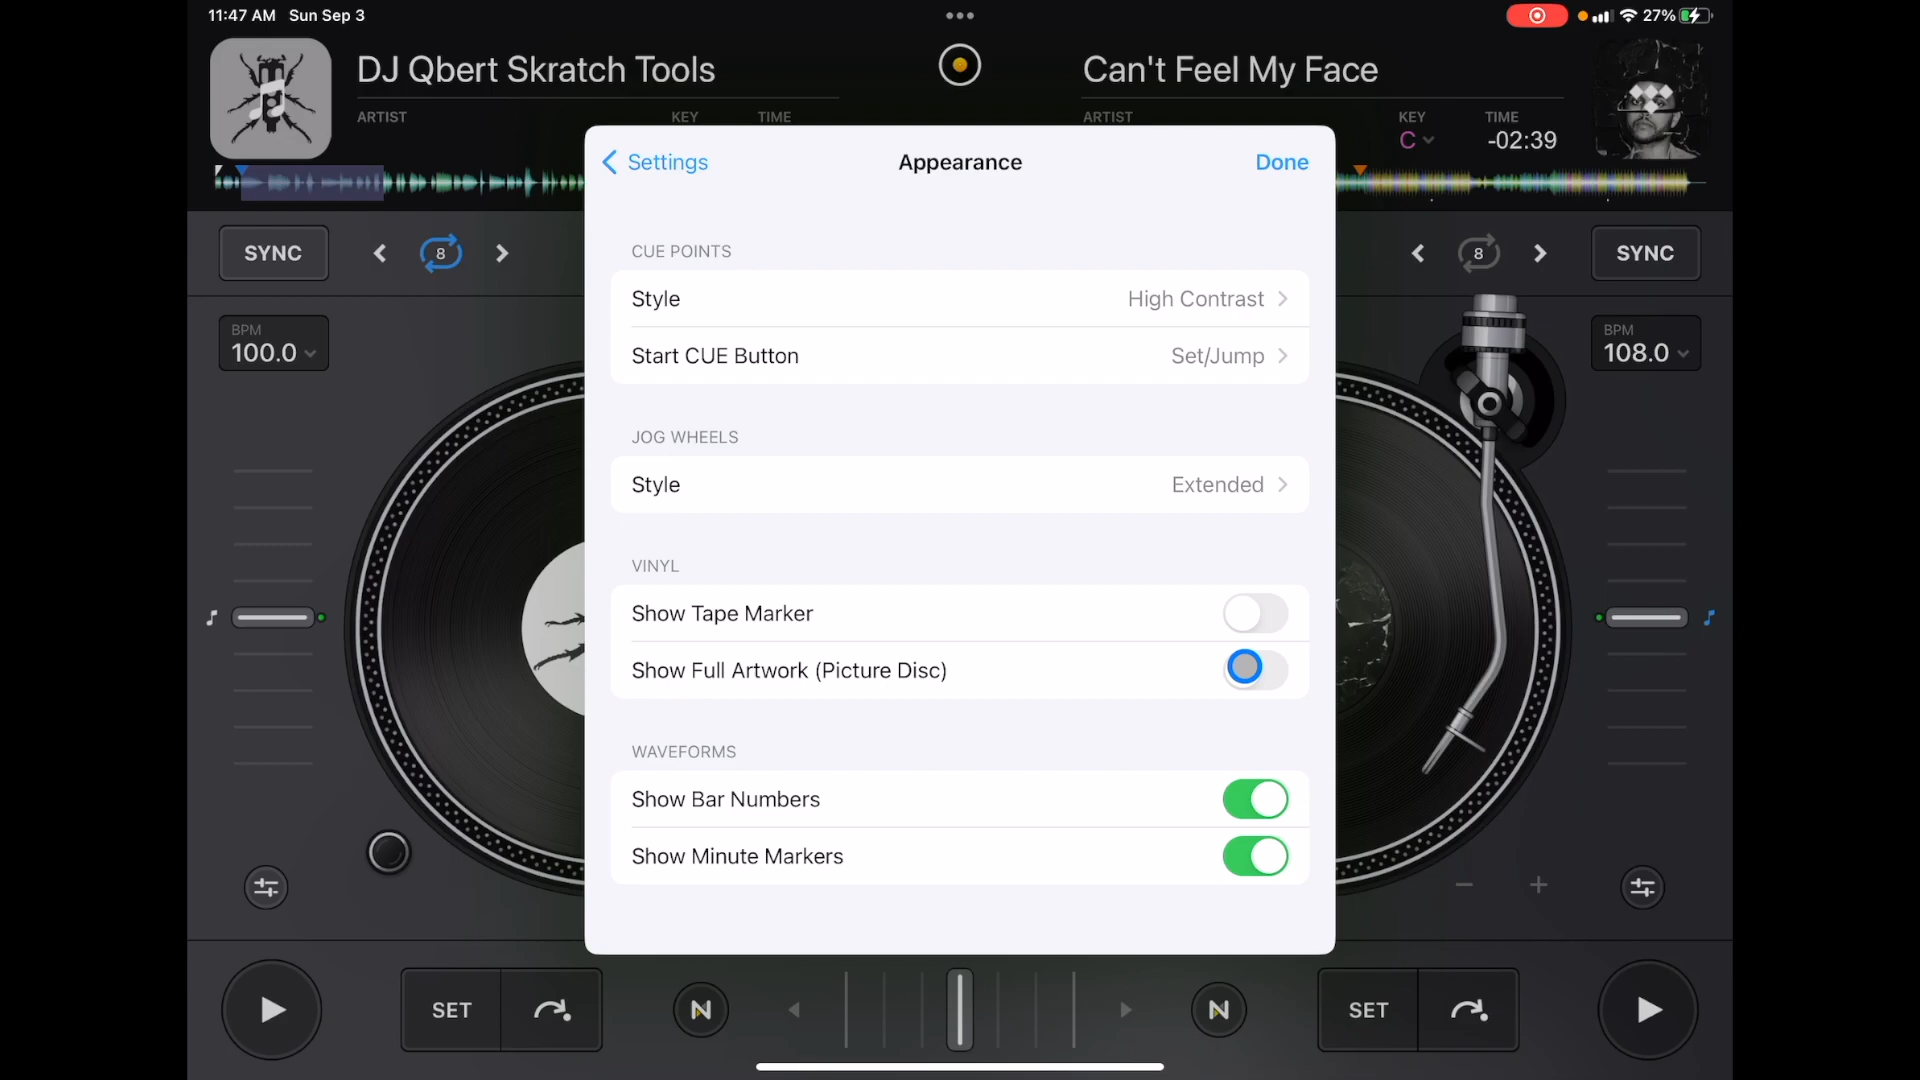 11:47 AM Sun Sep 3
27%
DJ Qbert Skratch Tools
Can't Feel My Face
ARTIST KEY TIME
ARTIST KEY TIME
C -02:39
Settings Appearance Done
SYNC 8
8 SYNC
CUE POINTS
Style High Contrast
Start CUE Button Set/Jump
BPM
100.0
BPM
108.0
JOG WHEELS
Style Extended
VINYL
Show Tape Marker
Show Full Artwork (Picture Disc)
WAVEFORMS
Show Bar Numbers
Show Minute Markers
SET N N SET